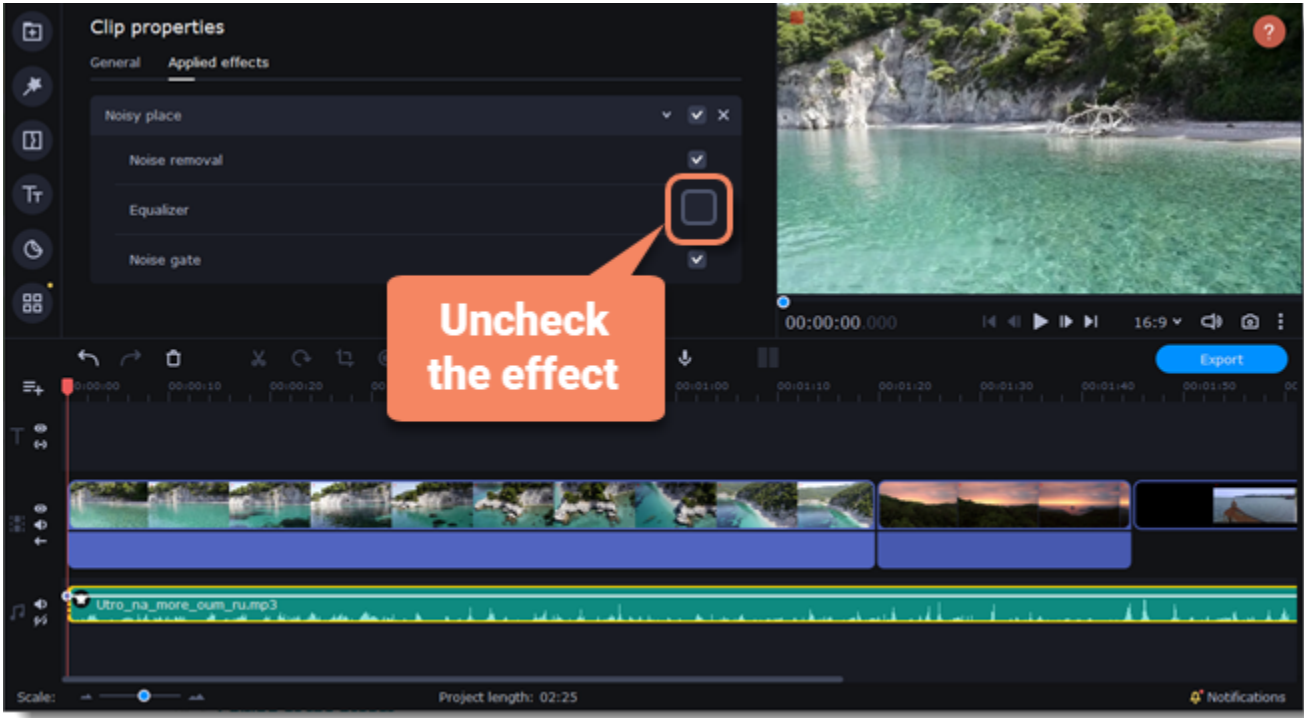 Clip properties
General Applied effects
Noisy place
Noise removal
Equalizer
Noise gate
Uncheck
the effect
?
00:00:00.000
16:9
Export
0:00:00 00:00:10 00:00:20 00 00:01:00 00:01:10 00:01:20 00:01:30 00:01:40 00:01:50 00
Utro_na_more_oum_ru.mp3
Scale:
Project length: 02:25
Notifications